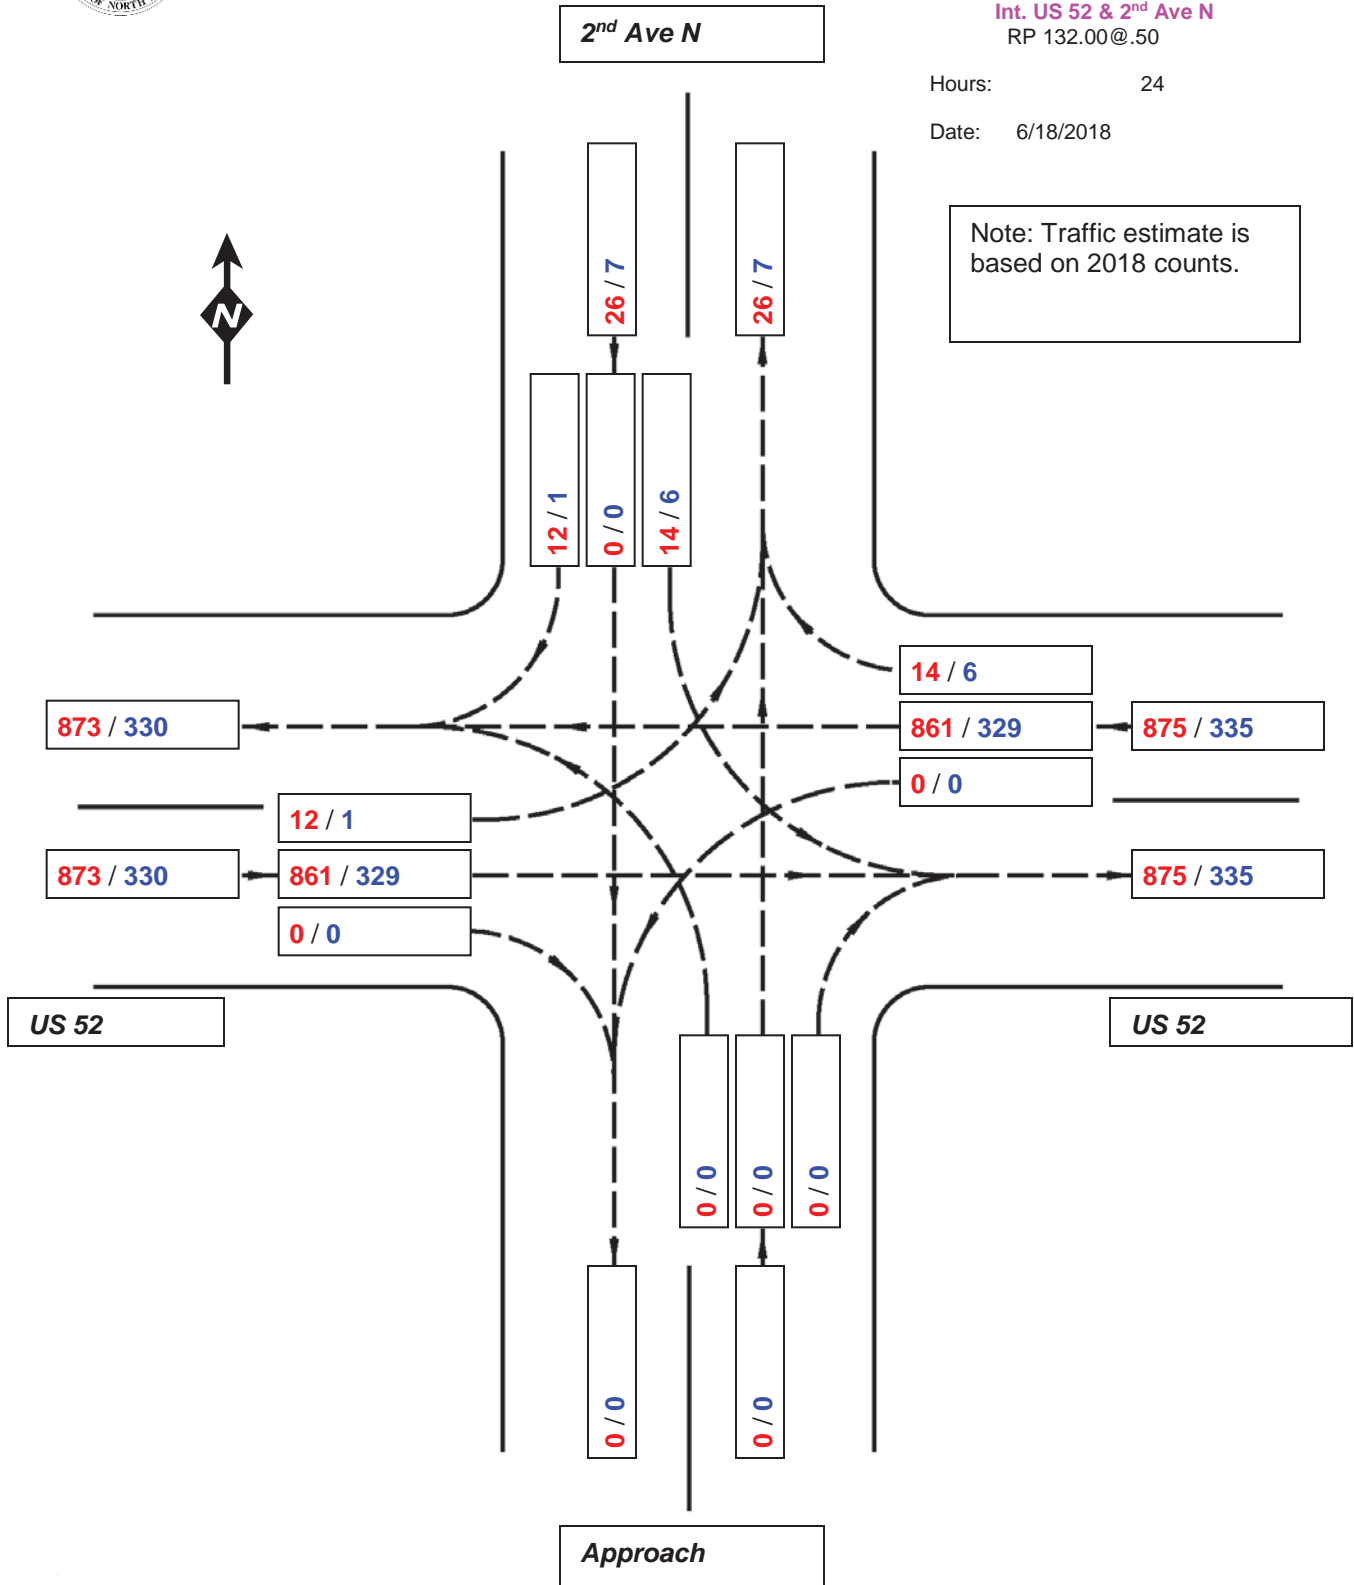 OF NORTH
2nd Ave N
Int. US 52 & 2nd Ave N
RP 132.00@.50
Hours: 24
Date: 6/18/2018
Note: Traffic estimate is
based on 2018 counts.
26 / 7
26 / 7
12 / 1
0 / 0
14 / 6
14 / 6
873 / 330
861 / 329
875 / 335
0 / 0
12 / 1
873 / 330
861 / 329
875 / 335
0 / 0
US 52
US 52
0 / 0
0 / 0
0 / 0
0 / 0
0 / 0
Approach
N